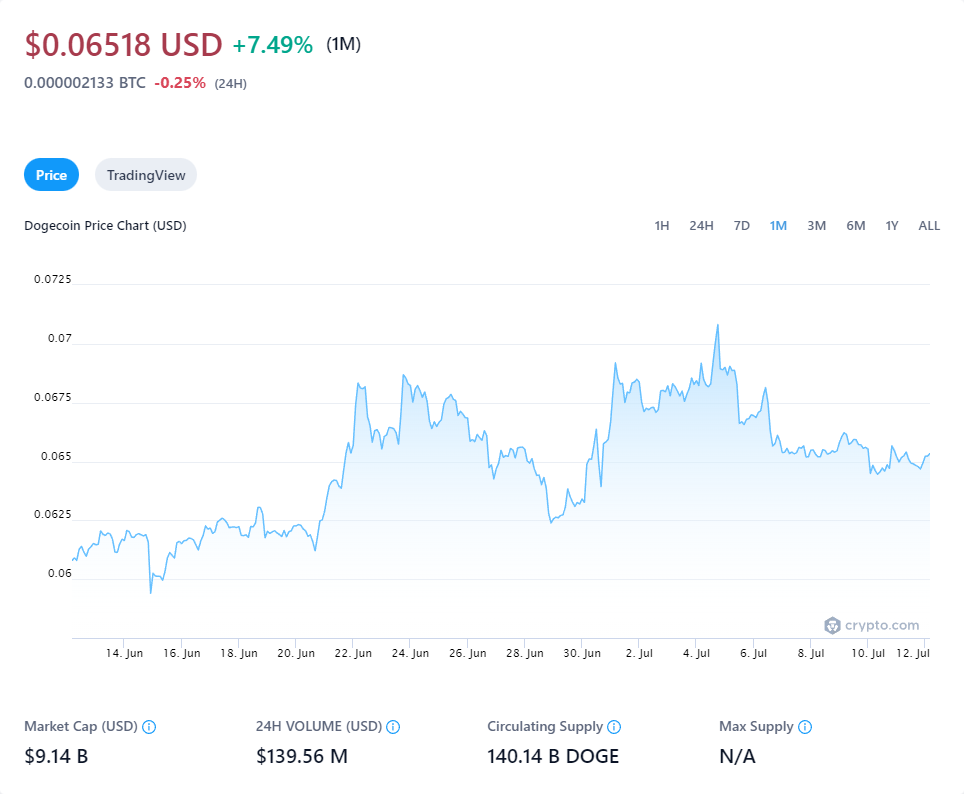 $0.06518 USD +7.49% (1M)
0.000002133 BTC -0.25% (24H)
Price TradingView
Dogecoin Price Chart (USD) 1H 24H 7D 1M 3M 6M 1Y ALL
0.0725
0.07
0.0675
0.065
0.0625
0.06
crypto.com
14. Jun 16. Jun 18. Jun 20. Jun 22. Jun 24. Jun 26. Jun 28. Jun 30. Jun 2. Jul 4. Jul 6. Jul 8. Jul 10. Jul 12. Jul
Market Cap (USD) 24H VOLUME (USD) Circulating Supply Max Supply
$9.14 B $139.56 M 140.14 B DOGE N/A